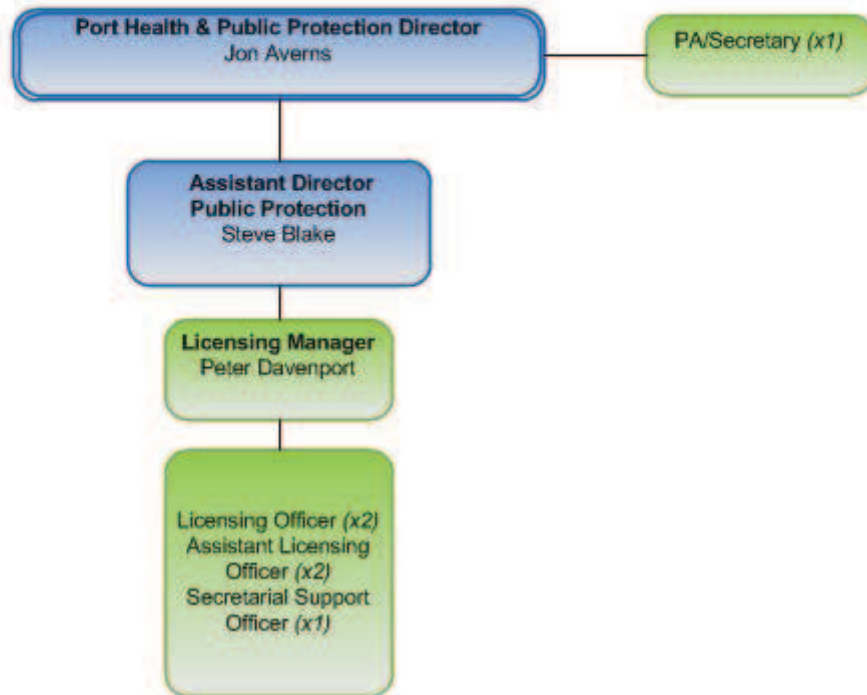 Port Health & Public Protection Director
Jon Averns
PA/Secretary (x1)
Assistant Director
Public Protection
Steve Blake
Licensing Manager
Peter Davenport
Licensing Officer (x2)
Assistant Licensing
Officer (x2)
Secretarial Support
Officer (x1)